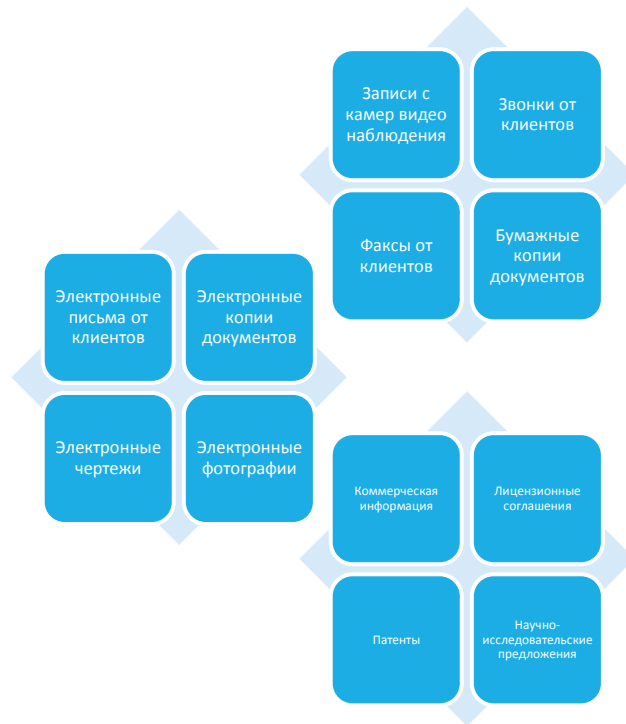 Записи с
камер видео
наблюдения
Звонки от
клиентов
Факсы от
клиентов
Бумажные
копии
документов
Электронные
письма от
клиентов
Электронные
копии
документов
Электронные
чертежи
Электронные
фотографии
Коммерческая
информация
Лицензионные
соглашения
Патенты
Научно-
исследовательские
предложения